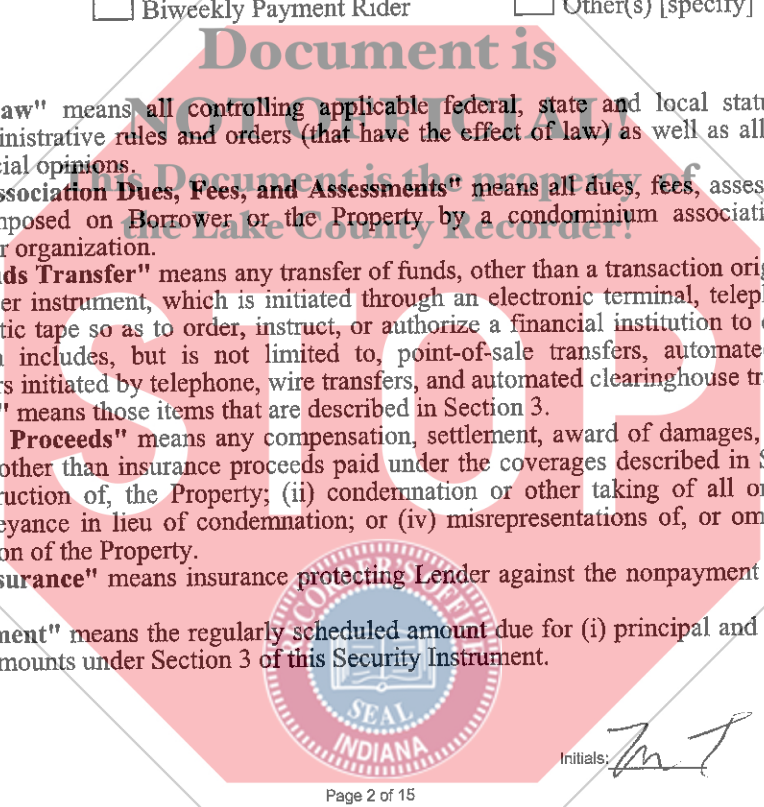 Biweekly Payment Rider Other(s) [specify]
Document is
aw" means all controlling applicable federal, state and local statu
NOT OFFICIAL!
inistrative rules and orders (that have the effect of law) as well as all
cial opinions.
This Document is the property of
ssociation Dues, Fees, and Assessments" means all dues, fees, asses
mposed on Borrower or the Property by a condominium associati
the Lake County Recorder!
r organization.
ds Transfer" means any transfer of funds, other than a transaction orig
er instrument, which is initiated through an electronic terminal, teleph
tic tape so as to order, instruct, or authorize a financial institution to
includes, but is not limited to, point-of-sale transfers, automate
rs initiated by telephone, wire transfers, and automated clearinghouse tra
" means those items that are described in Section 3.
STOP
Proceeds" means any compensation, settlement, award of damages,
other than insurance proceeds paid under the coverages described in S
ruction of, the Property; (ii) condemnation or other taking of all or
eyance in lieu of condemnation; or (iv) misrepresentations of, or om
on of the Property.
surance" means insurance protecting Lender against the nonpayment
ment" means the regularly scheduled amount due for (i) principal and
mounts under Section 3 of this Security Instrument.
RECORDER'S OFFICE
SEAL
INDIANA
Initials:
Page 2 of 15